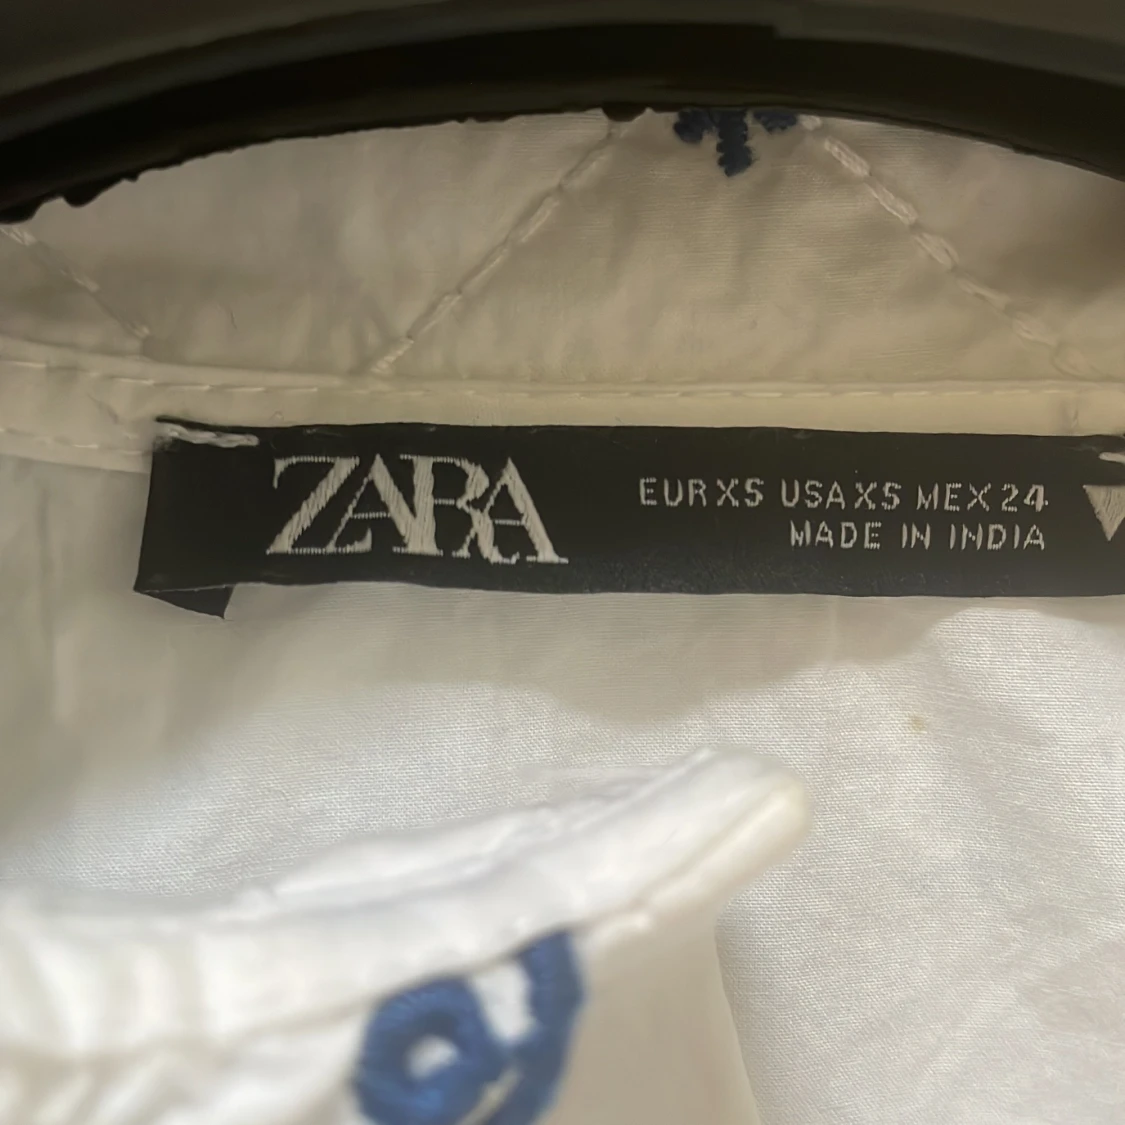 ZARA
EUR XS USA XS MEX 24
MADE IN INDIA